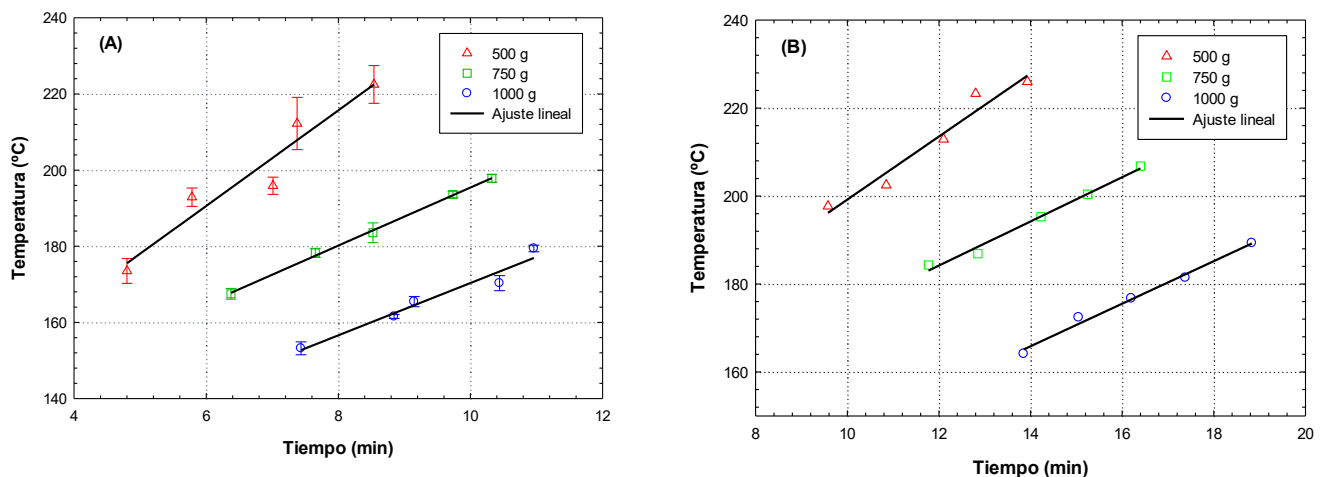 (A)
500 g
750 g
1000 g
Ajuste lineal
240
220
200
180
160
140
4
6
8
10
12
Temperatura (ºC)
Tiempo (min)
(B)
500 g
750 g
1000 g
Ajuste lineal
240
220
200
180
160
8
10
12
14
16
18
20
Temperatura (ºC)
Tiempo (min)